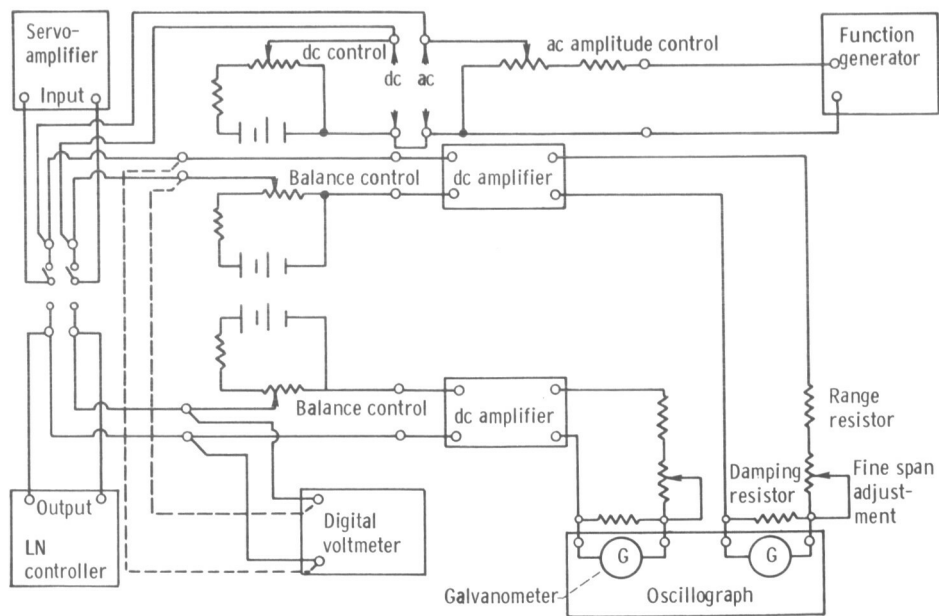 Servo-
amplifier
Input
dc control
dc
ac
ac amplitude control
Function
generator
Balance control
dc amplifier
Balance control
dc amplifier
Range
resistor
Damping
resistor
Fine span
adjust-
ment
Output
LN
controller
Digital
voltmeter
G
G
Galvanometer
Oscillograph